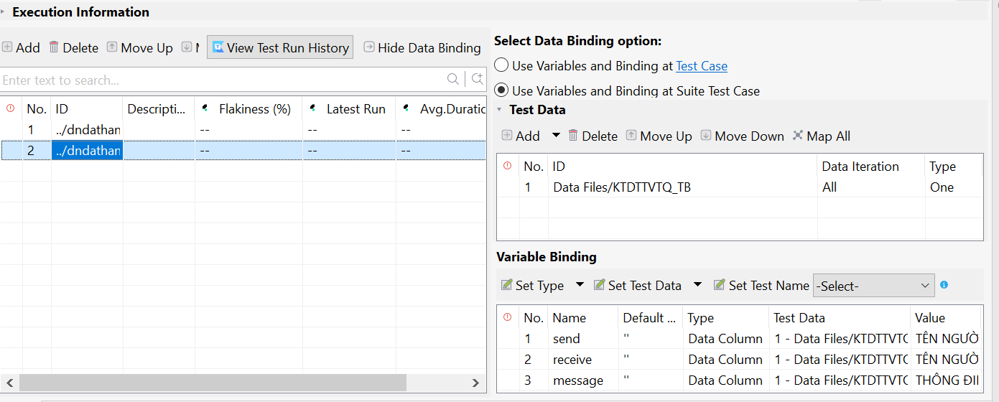 Execution Information
Add Delete Move Up View Test Run History Hide Data Binding
Enter text to search...
No. ID Descripti... Flakiness (%) Latest Run Avg.Duratic
1 ../dndathan -- -- --
2 ../dndathan -- -- --
Select Data Binding option:
Use Variables and Binding at Test Case
Use Variables and Binding at Suite Test Case
Test Data
Add Delete Move Up Move Down Map All
No. ID Data Iteration Type
1 Data Files/KTDTTVTQ_TB All One
Variable Binding
Set Type Set Test Data Set Test Name -Select-
No. Name Default ... Type Test Data Value
1 send '' Data Column 1 - Data Files/KTDTTVTQ TÊN NGƯỜ
2 receive '' Data Column 1 - Data Files/KTDTTVTQ TÊN NGƯỜ
3 message '' Data Column 1 - Data Files/KTDTTVTQ THÔNG ĐII